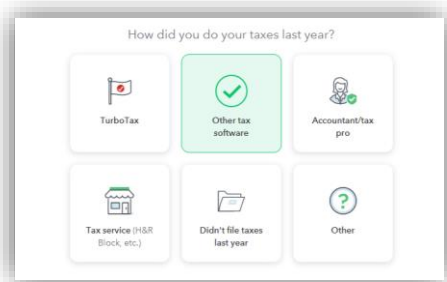 How did you do your taxes last year?
TurboTax
Other tax
software
Accountant/tax
pro
Tax service (H&R
Block, etc.)
Didn't file taxes
last year
Other